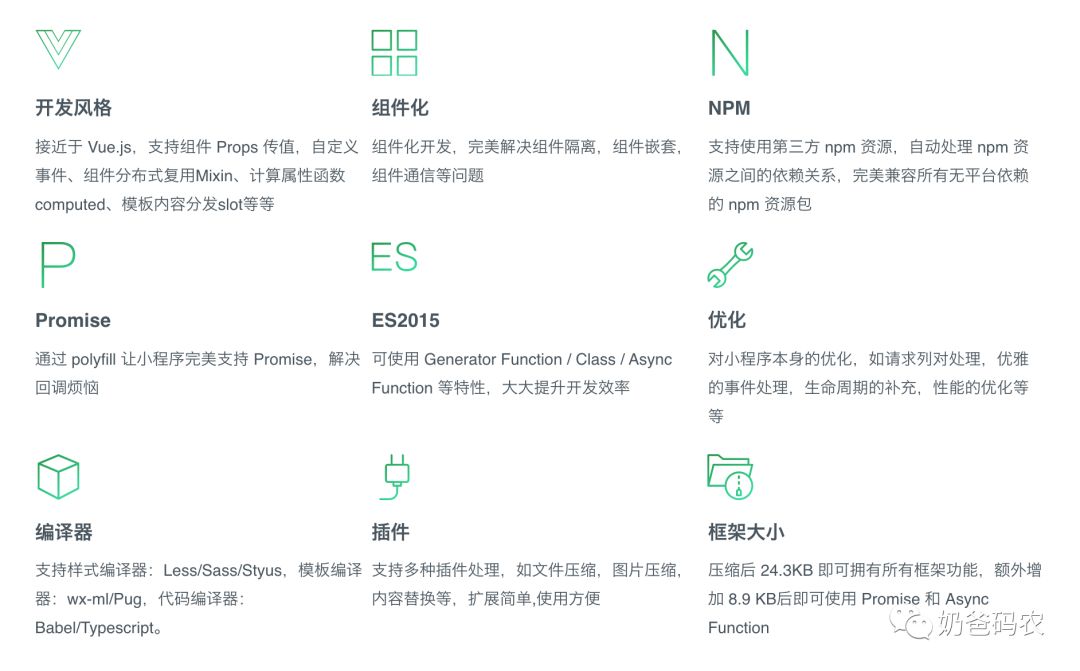 开发风格
接近于 Vue.js，支持组件 Props 传值，自定义
事件、组件分布式复用Mixin、计算属性函数
computed、模板内容分发slot等等
组件化
组件化开发，完美解决组件隔离，组件嵌套，
组件通信等问题
N
NPM
支持使用第三方 npm 资源，自动处理 npm 资
源之间的依赖关系，完美兼容所有无平台依赖
的 npm 资源包
P
Promise
通过 polyfill 让小程序完美支持 Promise，解决
回调烦恼
ES
ES2015
可使用 Generator Function / Class / Async
Function 等特性，大大提升开发效率
优化
对小程序本身的优化，如请求列对处理，优雅
的事件处理，生命周期的补充，性能的优化等
等
编译器
支持样式编译器：Less/Sass/Styus，模板编译
器：wx-ml/Pug，代码编译器：
Babel/Typescript。
插件
支持多种插件处理，如文件压缩，图片压缩，
内容替换等，扩展简单,使用方便
框架大小
压缩后 24.3KB 即可拥有所有框架功能，额外增
加 8.9 KB后即可使用 Promise 和 Async
Function
奶爸码农